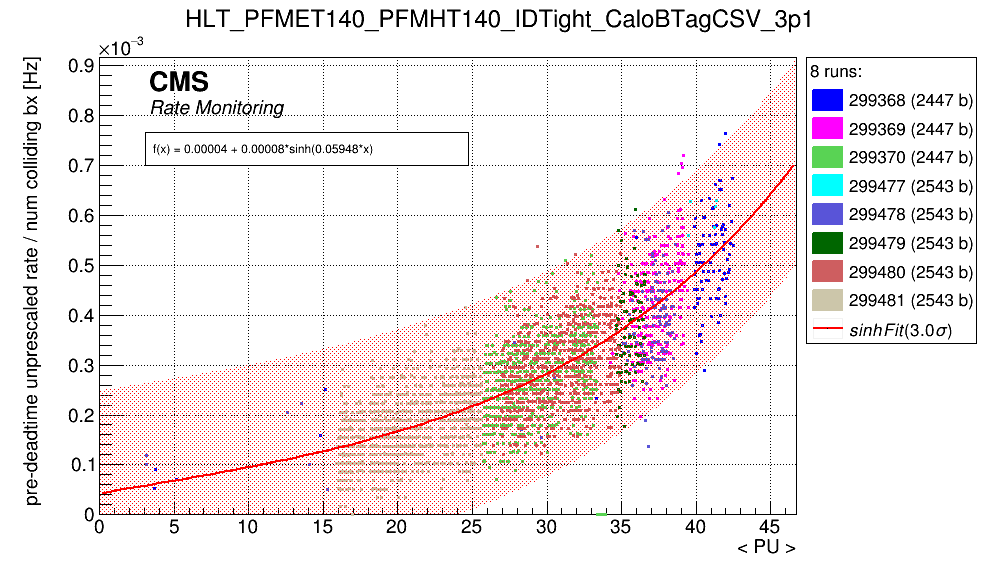 HLT_PFMET140_PFMHT140_IDTight_CaloBTagCSV_3p1
×10⁻³
pre-deadtime unprescaled rate / num colliding bx [Hz]
0.9
0.8
0.7
0.6
0.5
0.4
0.3
0.2
0.1
0
CMS
Rate Monitoring
f(x) = 0.00004 + 0.00008*sinh(0.05948*x)
0 5 10 15 20 25 30 35 40 45
< PU >
8 runs:
299368 (2447 b)
299369 (2447 b)
299370 (2447 b)
299477 (2543 b)
299478 (2543 b)
299479 (2543 b)
299480 (2543 b)
299481 (2543 b)
sinhFit(3.0σ)